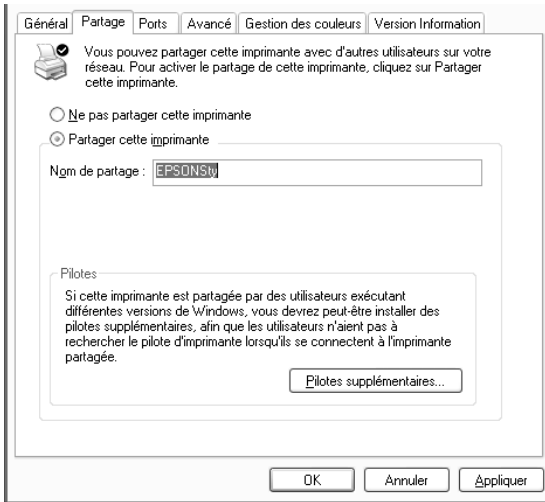 Général Partage Ports Avancé Gestion des couleurs Version Information
Vous pouvez partager cette imprimante avec d'autres utilisateurs sur votre
réseau. Pour activer le partage de cette imprimante, cliquez sur Partager
cette imprimante.
Ne pas partager cette imprimante
Partager cette imprimante
Nom de partage : EPSONSty
Pilotes
Si cette imprimante est partagée par des utilisateurs exécutant
différentes versions de Windows, vous devrez peut-être installer des
pilotes supplémentaires, afin que les utilisateurs n'aient pas à
rechercher le pilote d'imprimante lorsqu'ils se connectent à l'imprimante
partagée.
Pilotes supplémentaires...
OK Annuler Appliquer